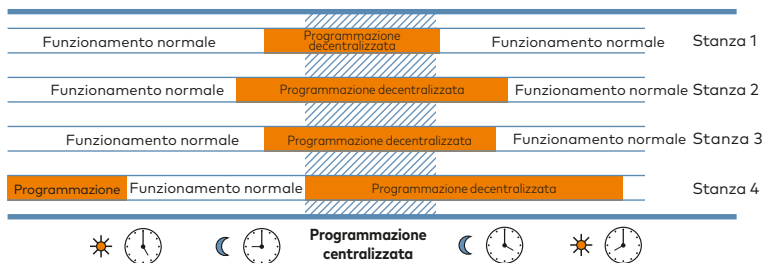 Funzionamento normale Programmazione decentralizzata Funzionamento normale Stanza 1
Funzionamento normale Programmazione decentralizzata Funzionamento normale Stanza 2
Funzionamento normale Programmazione decentralizzata Funzionamento normale Stanza 3
Programmazione Funzionamento normale Programmazione decentralizzata Stanza 4
Programmazione
centralizzata